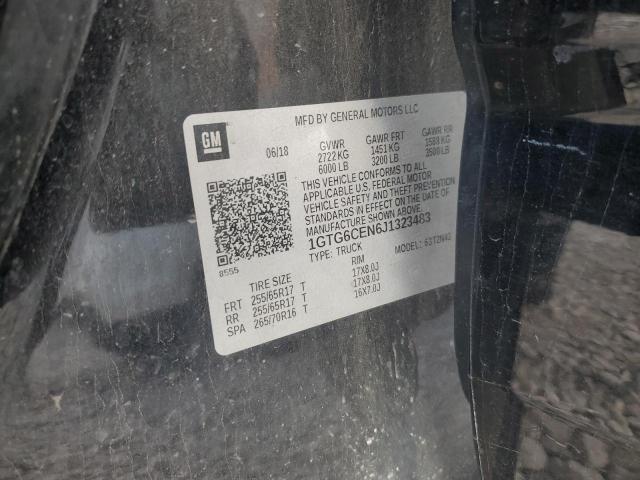 MFD BY GENERAL MOTORS LLC
GM
06/18 GVWR GAWR FRT GAWR RR
2722 KG 1451 KG 1588 KG
6000 LB 3200 LB 3500 LB
THIS VEHICLE CONFORMS TO ALL
APPLICABLE U.S. FEDERAL MOTOR
VEHICLE SAFETY AND THEFT PREVENTION
STANDARDS IN EFFECT ON THE DATE OF
MANUFACTURE SHOWN ABOVE.
1GTG6CEN6J1323483
TYPE: TRUCK MODEL: 63T2N43
8555
TIRE SIZE RIM
FRT 255/65R17 T 17X8.0J
RR 255/65R17 T 17X8.0J
SPA 265/70R16 T 16X7.0J